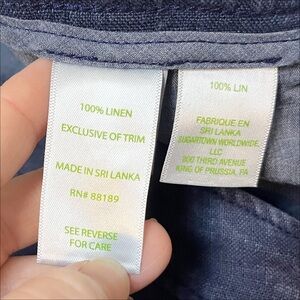 100% LINEN
EXCLUSIVE OF TRIM
MADE IN SRI LANKA
RN# 88189
SEE REVERSE
FOR CARE
100% LIN
FABRIQUE EN
SRI LANKA
SUGARTOWN WORLDWIDE,
LLC
800 THIRD AVENUE
KING OF PRUSSIA, PA